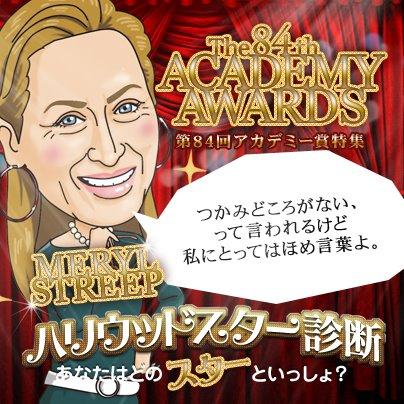 The 84th
ACADEMY
AWARDS
第84回アカデミー賞特集
つかみどころがない、
って言われるけど
私にとってはほめ言葉よ。
MERYL
STREEP
ハリウッドスター診断
あなたはどのスターといっしょ?